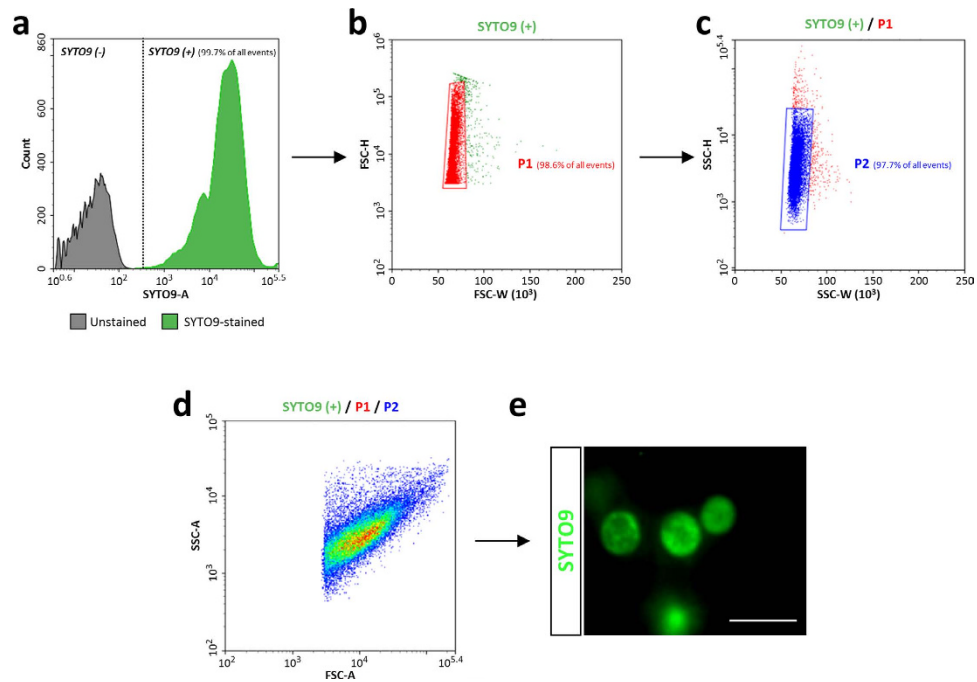 a
860
800
600
400
200
0
Count
SYTO9 (-)
SYTO9 (+) (99.7% of all events)
10^0.6 10^2 10^3 10^4 10^5.5
SYTO9-A
Unstained SYTO9-stained
b
SYTO9 (+)
10^6
10^5
10^4
10^3
10^2
FSC-H
P1 (98.6% of all events)
0 50 100 150 200 250
FSC-W (10^3)
c
SYTO9 (+) / P1
10^5.4
10^4
10^3
10^2
SSC-H
P2 (97.7% of all events)
0 50 100 150 200 250
SSC-W (10^3)
d
SYTO9 (+) / P1 / P2
10^5
10^4
10^3
10^2
SSC-A
10^2 10^3 10^4 10^5.4
FSC-A
e
SYTO9